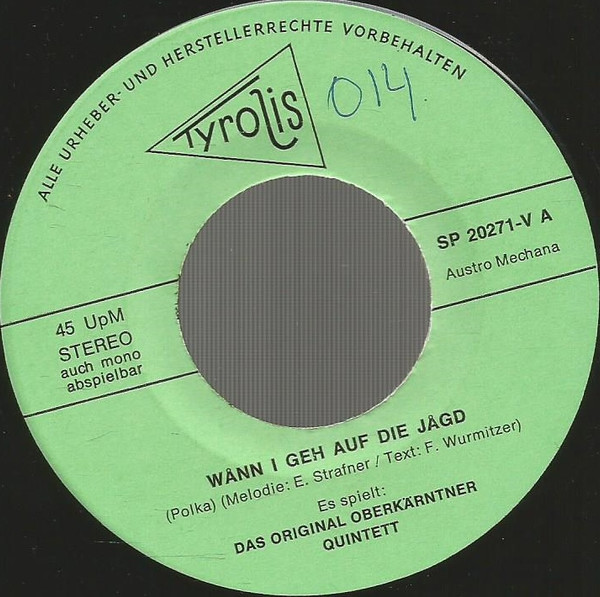 ALLE URHEBER- UND HERSTELLERRECHTE VORBEHALTEN
Tyrolis
014
SP 20271-V A
Austro Mechana
45 UpM
STEREO
auch mono
abspielbar
WÅNN I GEH AUF DIE JÅGD
(Polka) (Melodie: E. Strafner / Text: F. Wurmitzer)
Es spielt:
DAS ORIGINAL OBERKÄRNTNER
QUINTETT